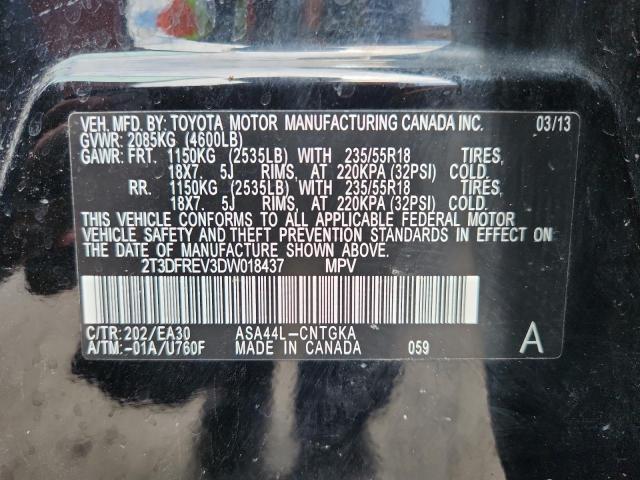 VEH. MFD. BY: TOYOTA MOTOR MANUFACTURING CANADA INC. 03/13
GVWR: 2085KG (4600LB)
GAWR: FRT. 1150KG (2535LB) WITH 235/55R18 TIRES,
18X7. 5J RIMS, AT 220KPA (32PSI) COLD.
RR. 1150KG (2535LB) WITH 235/55R18 TIRES,
18X7. 5J RIMS, AT 220KPA (32PSI) COLD.
THIS VEHICLE CONFORMS TO ALL APPLICABLE FEDERAL MOTOR
VEHICLE SAFETY AND THEFT PREVENTION STANDARDS IN EFFECT ON
THE DATE OF MANUFACTURE SHOWN ABOVE.
2T3DFREV3DW018437 MPV
C/TR: 202/EA30 ASA44L-CNTGKA
A/TM: -01A/U760F MADE IN CANADA 059 A